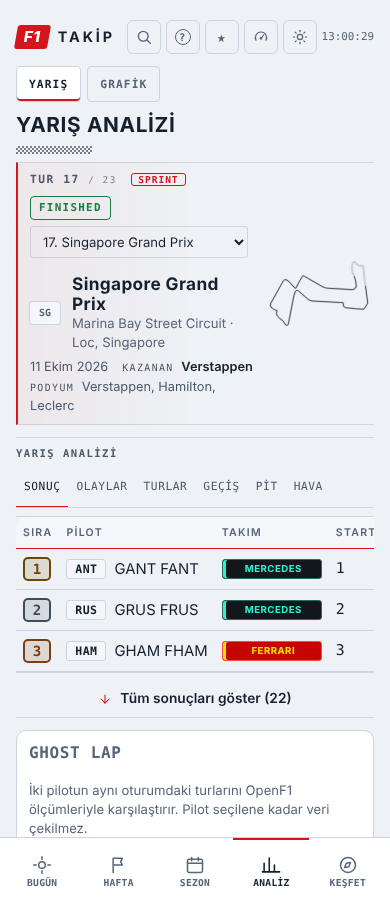 F1 TAKİP ? ★ 13:00:29
YARIŞ GRAFİK
YARIŞ ANALİZİ
TUR 17 / 23 SPRINT
FINISHED
17. Singapore Grand Prix
SG
Singapore Grand
Prix
Marina Bay Street Circuit ·
Loc, Singapore
11 Ekim 2026 KAZANAN Verstappen
PODYUM Verstappen, Hamilton,
Leclerc
YARIŞ ANALİZİ
SONUÇ OLAYLAR TURLAR GEÇİŞ PİT HAVA
SIRA PİLOT TAKIM START
1 ANT GANT FANT MERCEDES 1
2 RUS GRUS FRUS MERCEDES 2
3 HAM GHAM FHAM FERRARI 3
↓ Tüm sonuçları göster (22)
GHOST LAP
İki pilotun aynı oturumdaki turlarını OpenF1
ölçümleriyle karşılaştırır. Pilot seçilene kadar veri
çekilmez.
BUGÜN HAFTA SEZON ANALİZ KEŞFET